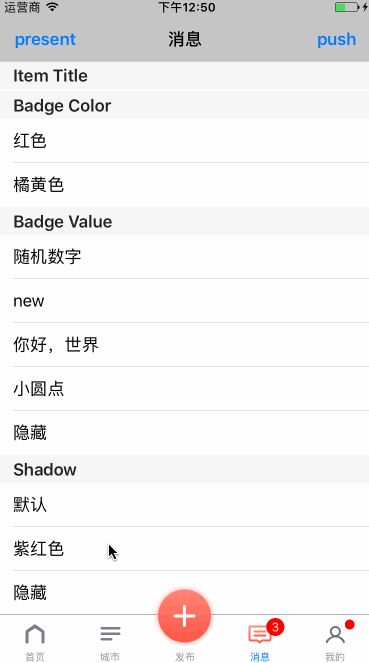 运营商 下午12:50
present 消息 push
Item Title
Badge Color
红色
橘黄色
Badge Value
随机数字
new
你好，世界
小圆点
隐藏
Shadow
默认
紫红色
隐藏
3
首页 城市 发布 消息 我的